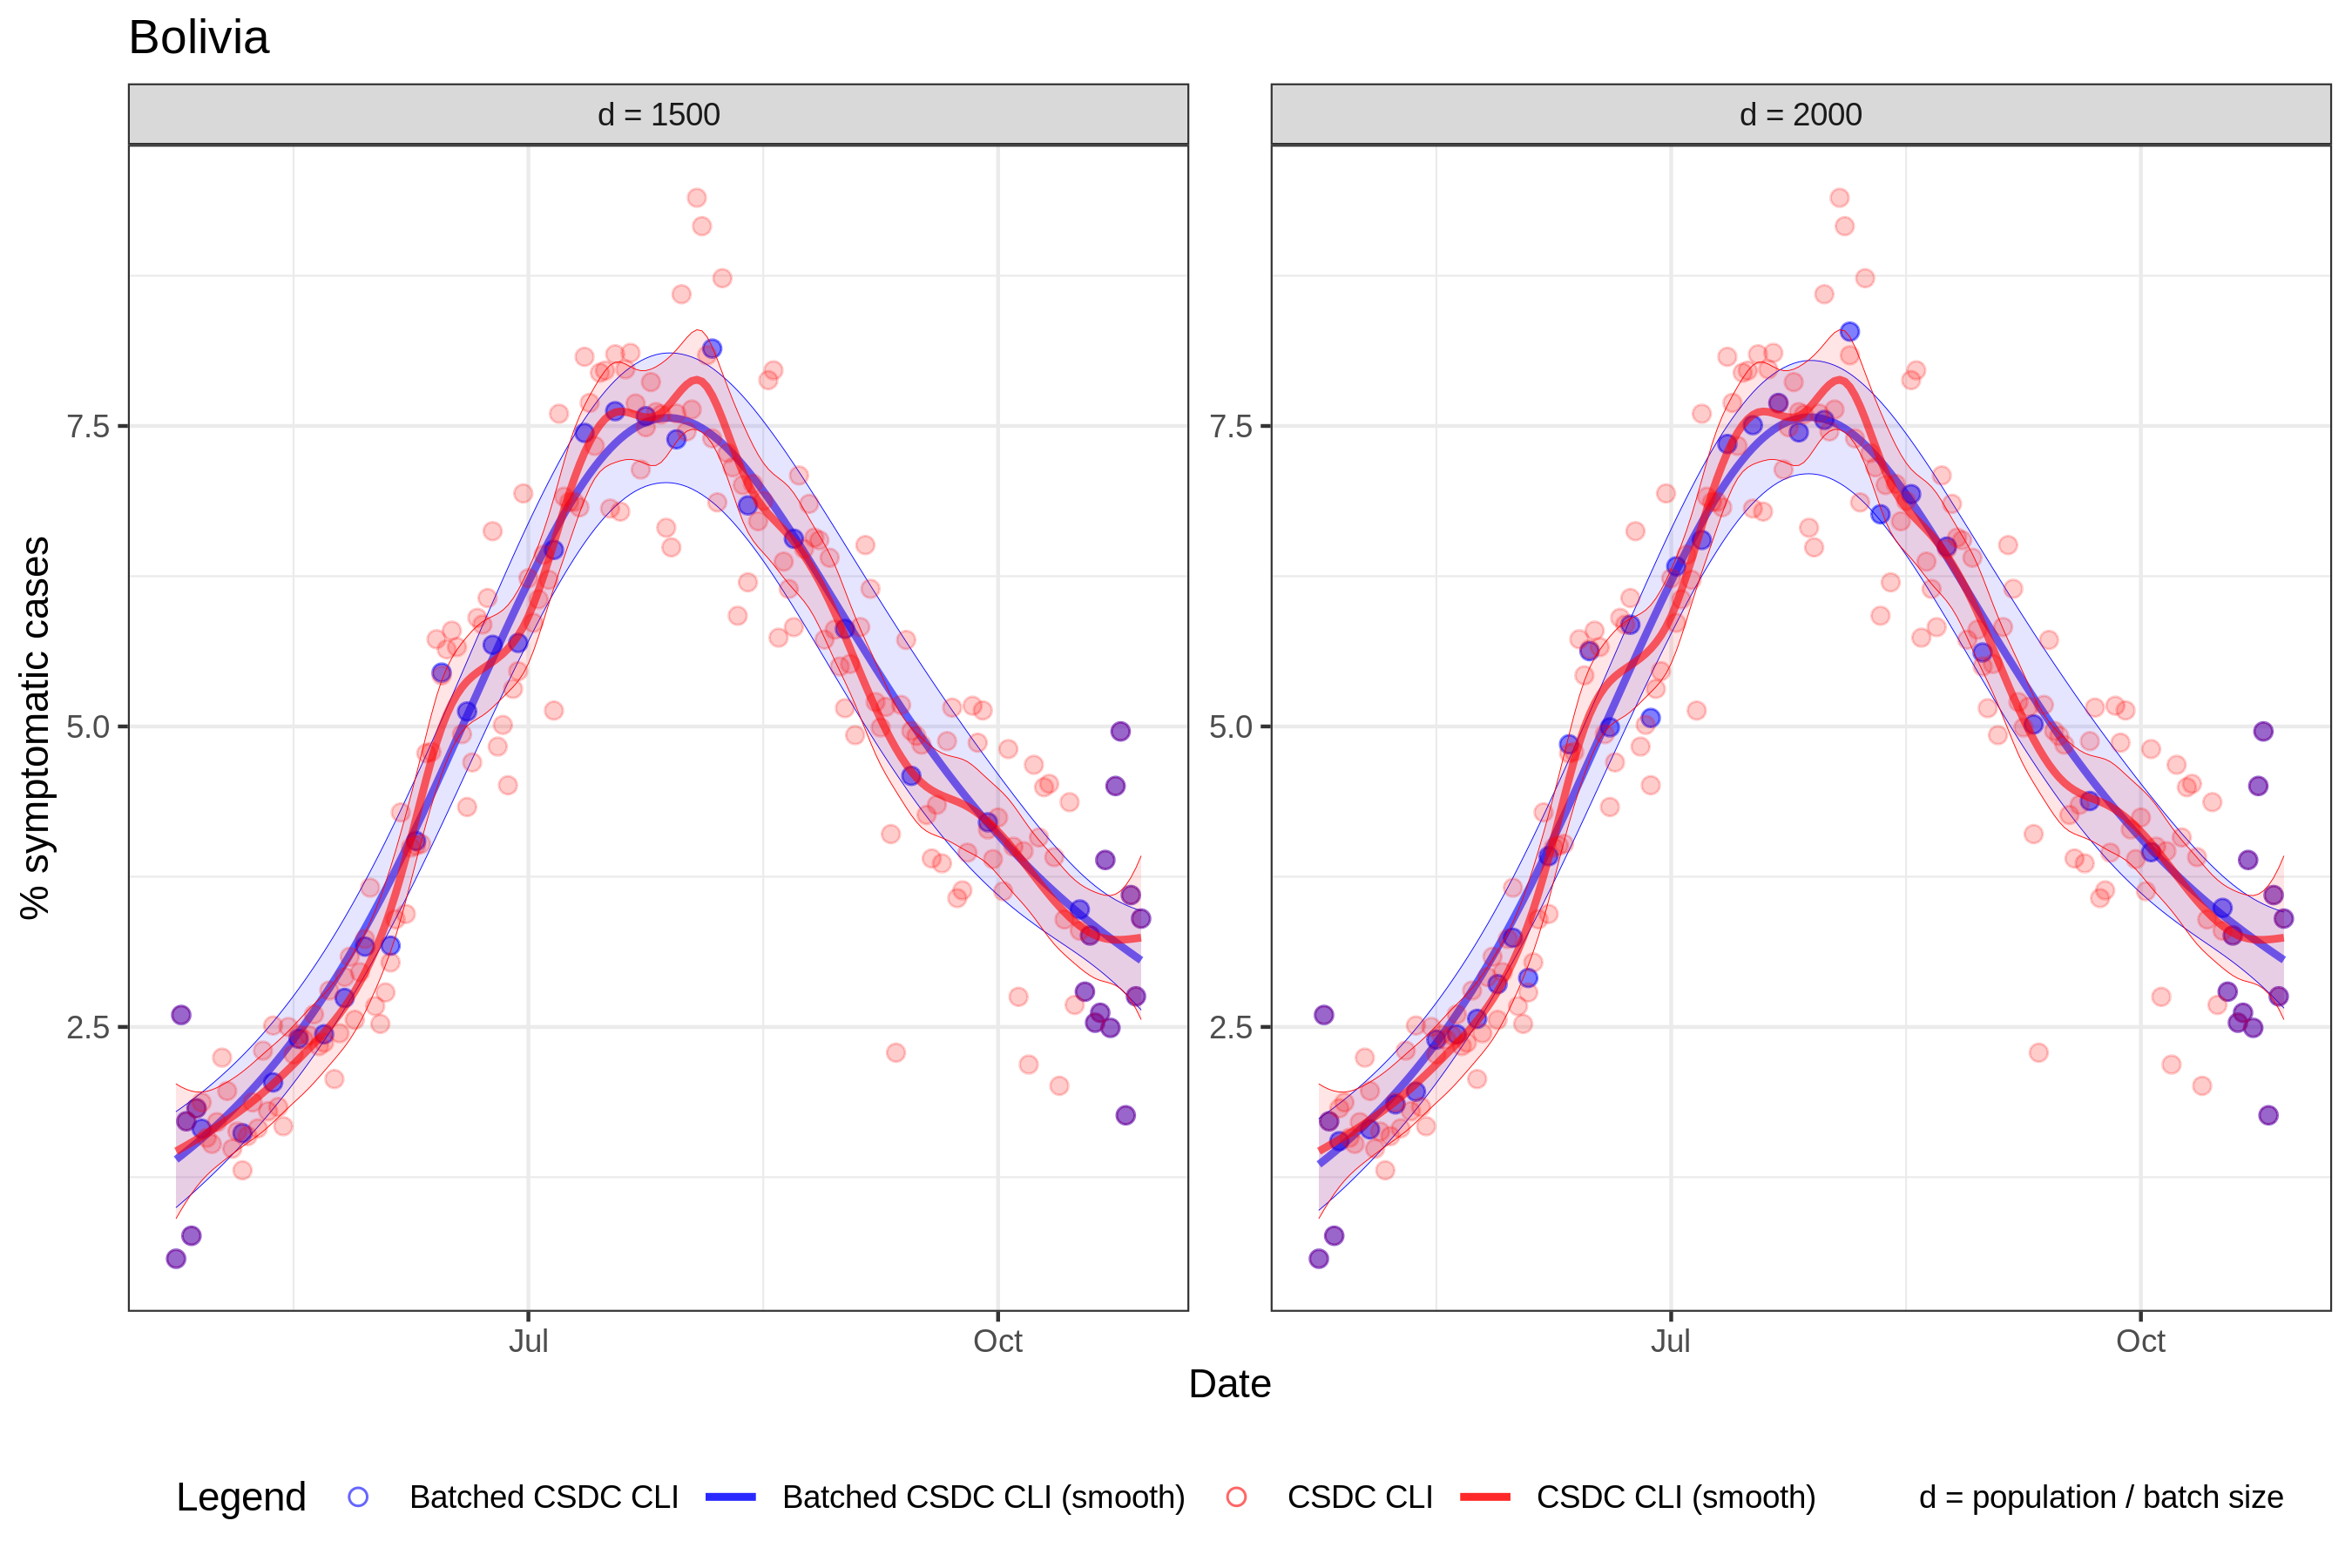 Bolivia
d = 1500
d = 2000
% symptomatic cases
7.5
5.0
2.5
7.5
5.0
2.5
Jul
Oct
Jul
Oct
Date
Legend Batched CSDC CLI Batched CSDC CLI (smooth) CSDC CLI CSDC CLI (smooth) d = population / batch size